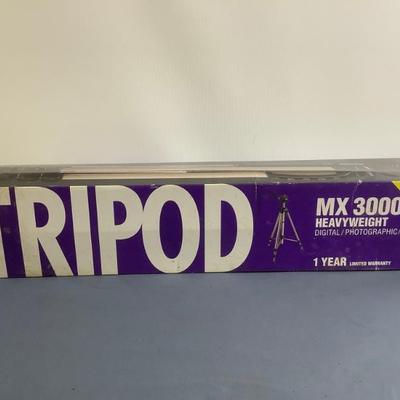 TRIPOD
MX 3000
HEAVYWEIGHT
DIGITAL/PHOTOGRAPHIC/
1 YEAR LIMITED WARRANTY